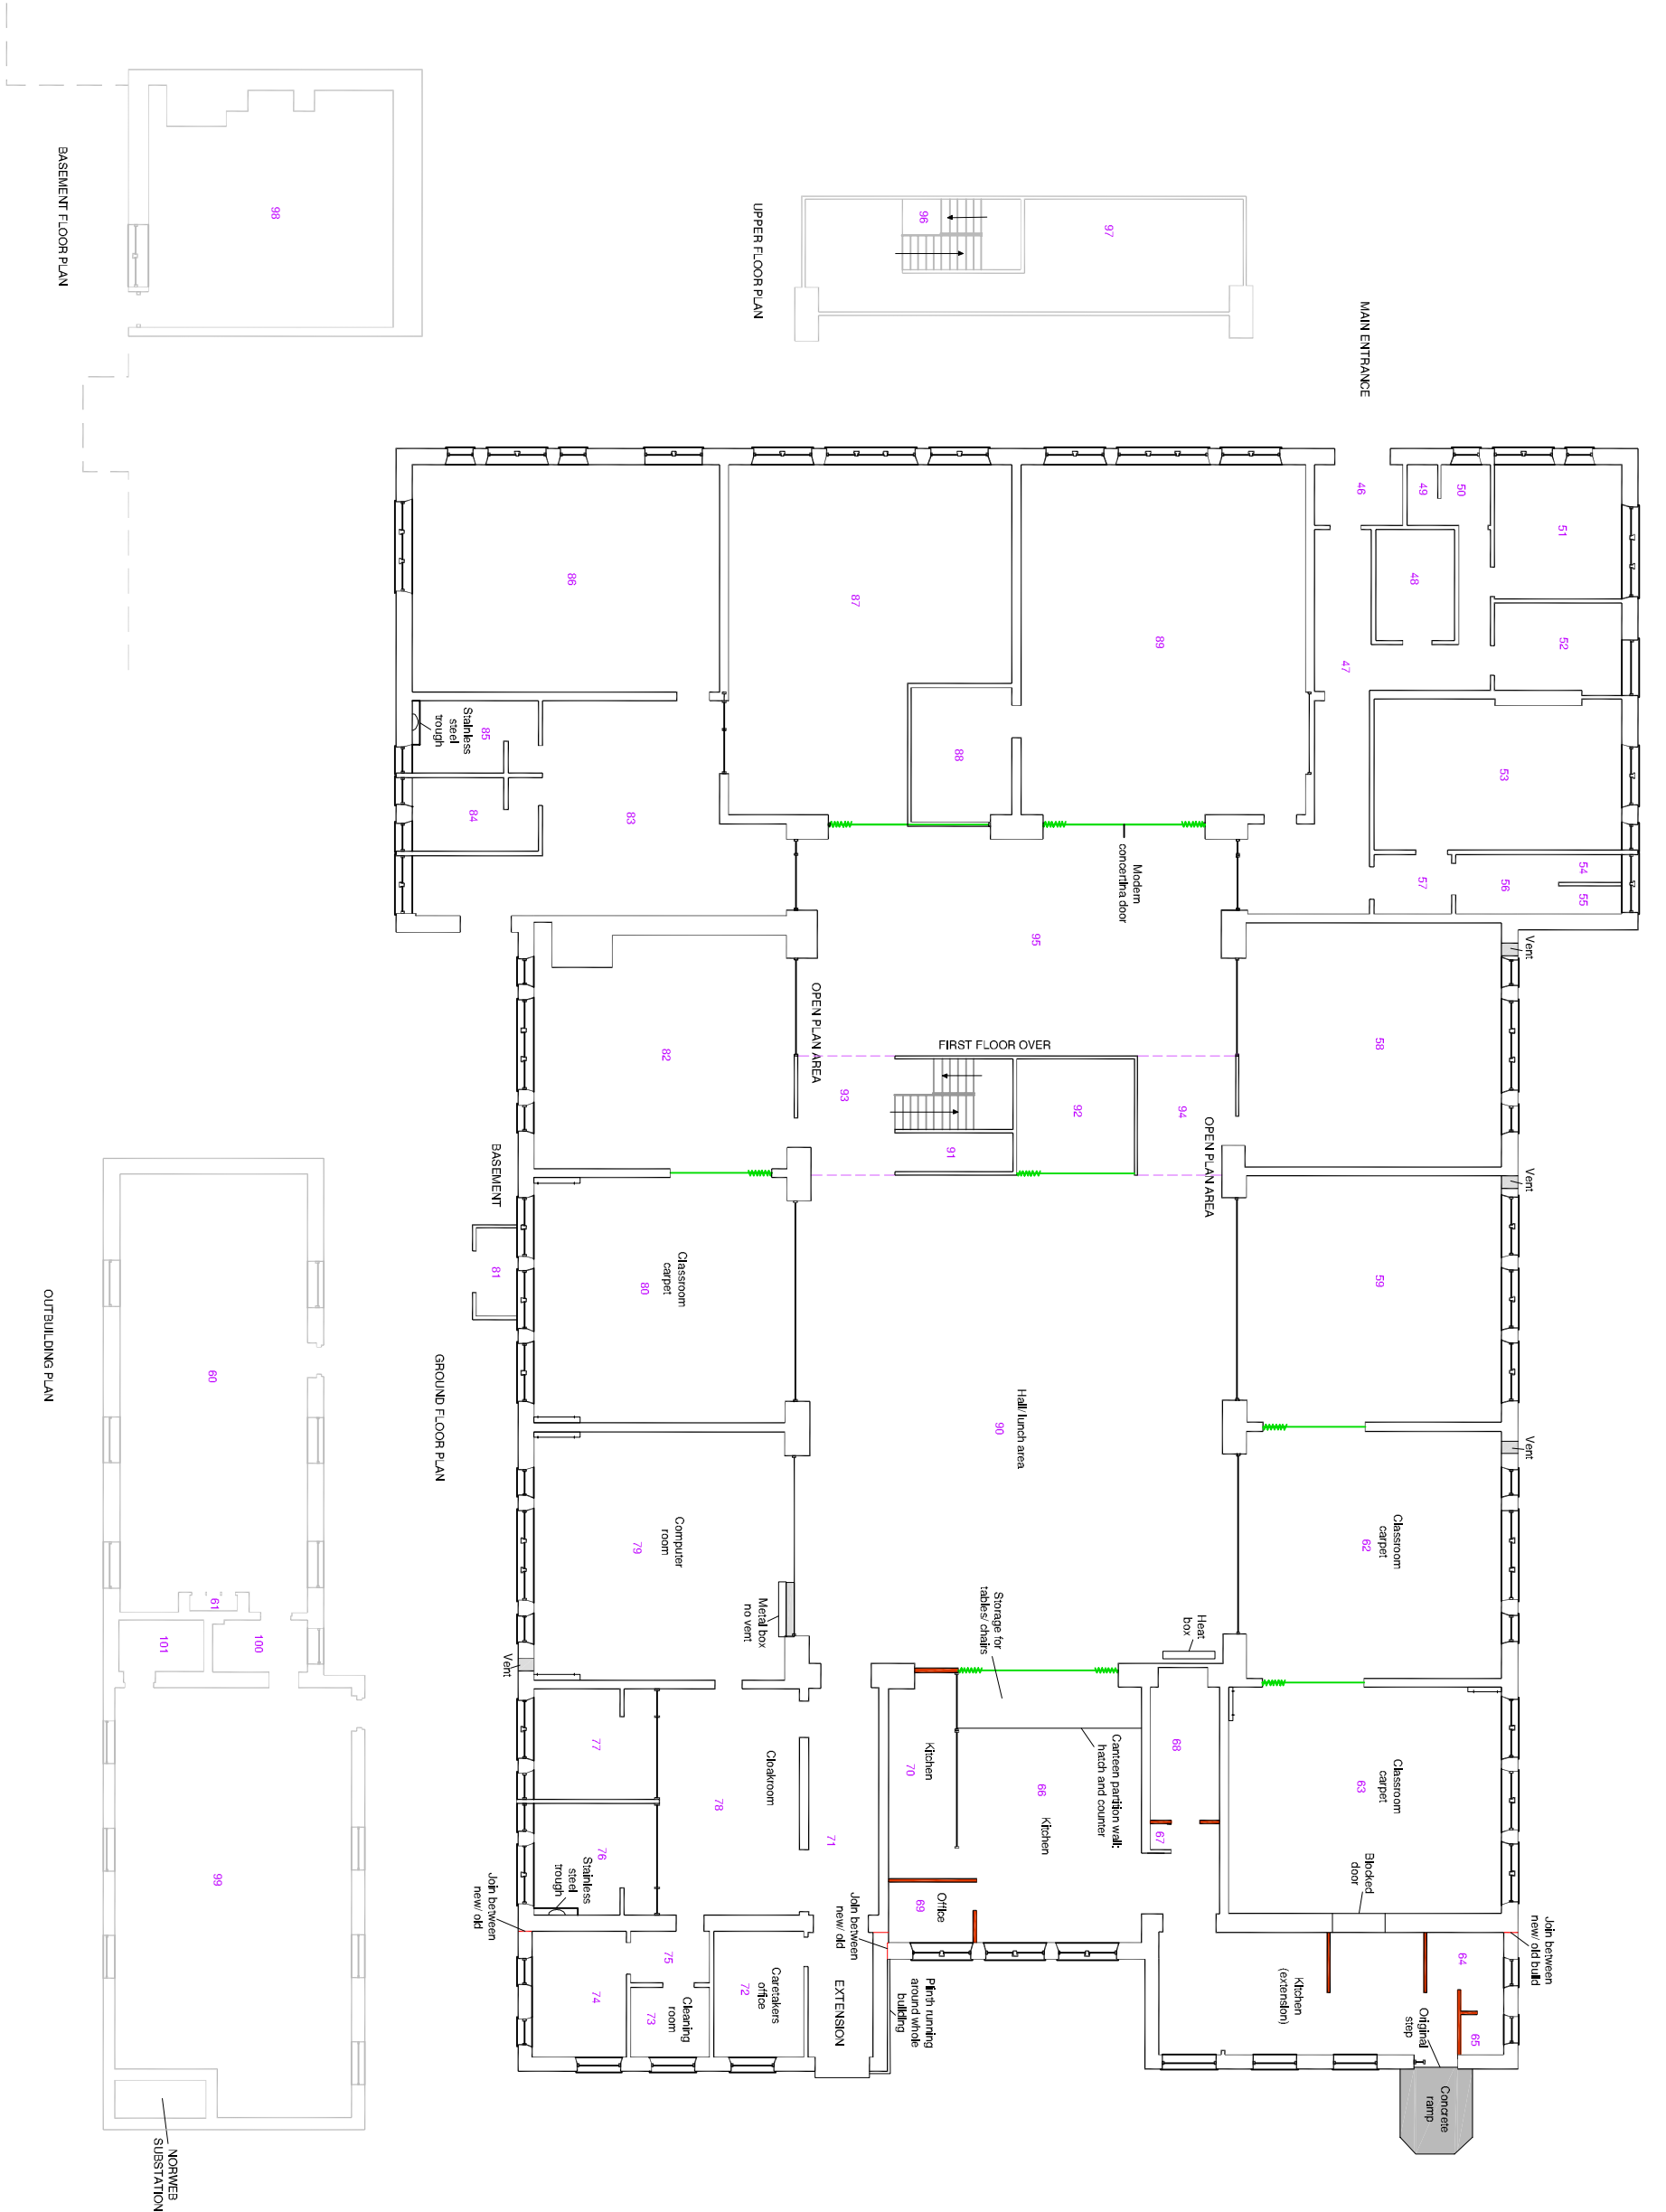 MAIN ENTRANCE
UPPER FLOOR PLAN
BASEMENT FLOOR PLAN
98
96
97
46
49
50
51
48
52
47
53
54
55
56
57
86
87
89
88
85
Stainless
steel
trough
84
83
Modern
concertina door
95
OPEN PLAN AREA
FIRST FLOOR OVER
OPEN PLAN AREA
Vent
58
82
93
92
94
91
Vent
BASEMENT
81
Classroom
carpet
80
59
GROUND FLOOR PLAN
Hall/lunch area
90
Vent
Classroom
carpet
62
Computer
room
79
Metal box
no vent
Vent
Storage for
tables/chairs
Heat
box
Classroom
carpet
63
Blocked
door
68
67
Canteen partition wall:
hatch and counter
Kitchen
70
66
Kitchen
77
Cloakroom
78
71
76
Stainless
steel
trough
Office
69
Join between
new/old
Join between
new/old
Join between
new/old build
64
65
Kitchen
(extension)
Original
step
Concrete
ramp
75
74
Cleaning
room
73
Caretakers
office
72
EXTENSION
Plinth running
around whole
building
OUTBUILDING PLAN
60
61
101
100
99
NORWEB
SUBSTATION